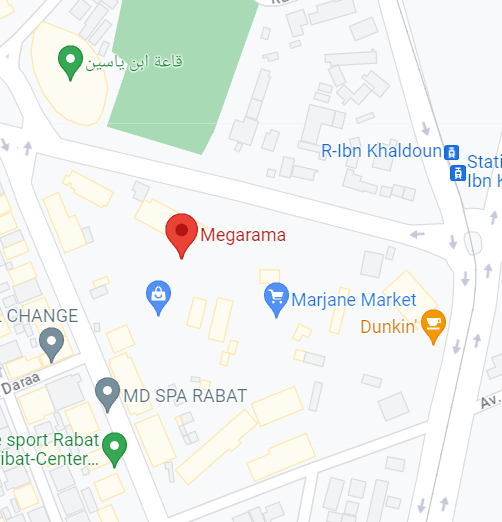 قاعة ابن ياسين
R-Ibn Khaldoun
Stati
Ibn K
Megarama
Marjane Market
CHANGE
Dunkin'
Daraa
MD SPA RABAT
Av.
e sport Rabat
ribat-Center...